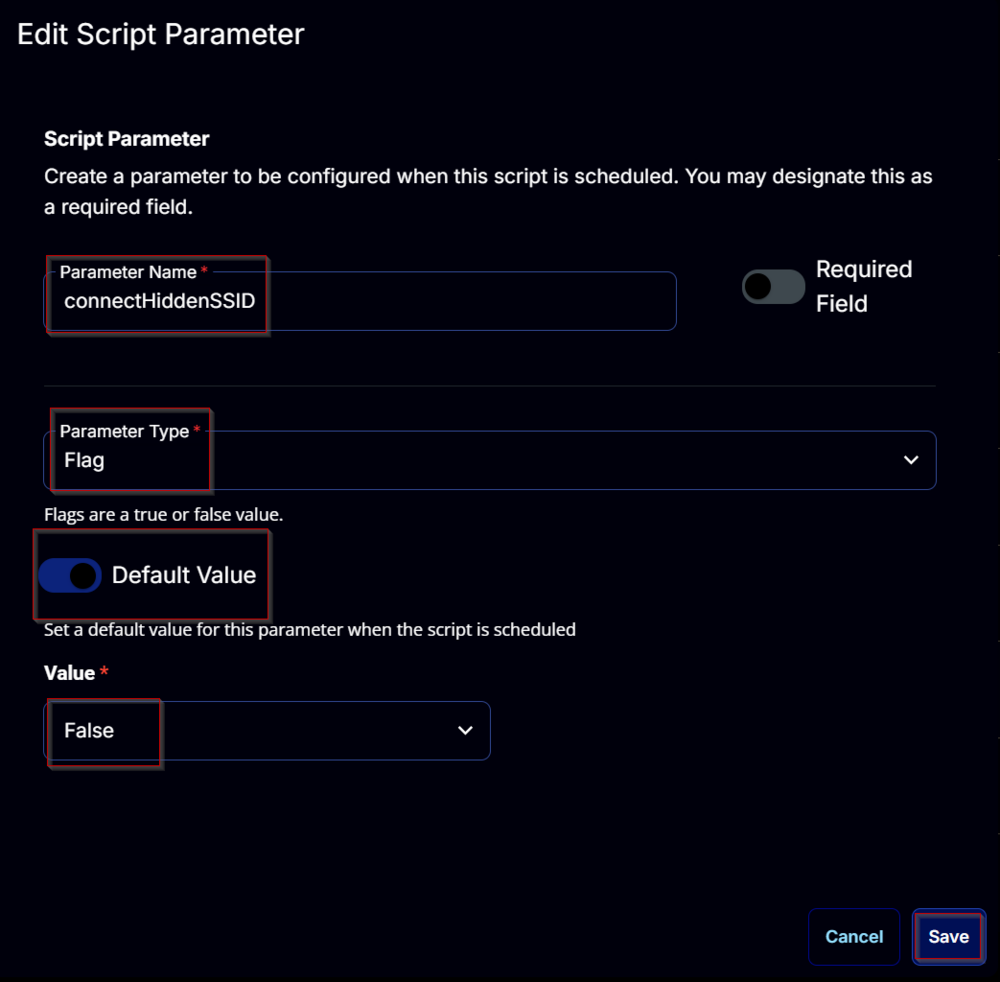 Edit Script Parameter
Script Parameter
Create a parameter to be configured when this script is scheduled. You may designate this as
a required field.
Parameter Name *
connectHiddenSSID
Required
Field
Parameter Type *
Flag
Flags are a true or false value.
Default Value
Set a default value for this parameter when the script is scheduled
Value *
False
Cancel
Save